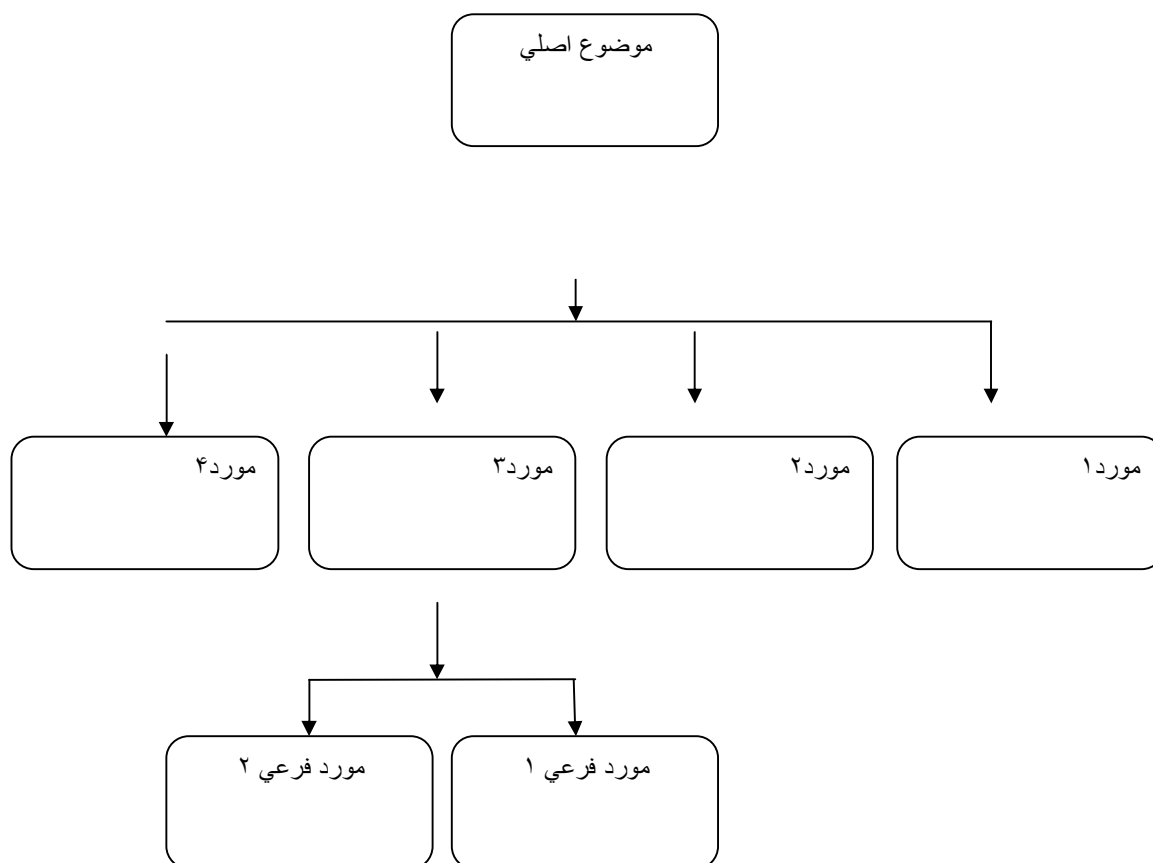 موضوع اصلي
مورد۱
مورد۲
مورد۳
مورد۴
مورد فرعي ۱
مورد فرعي ۲